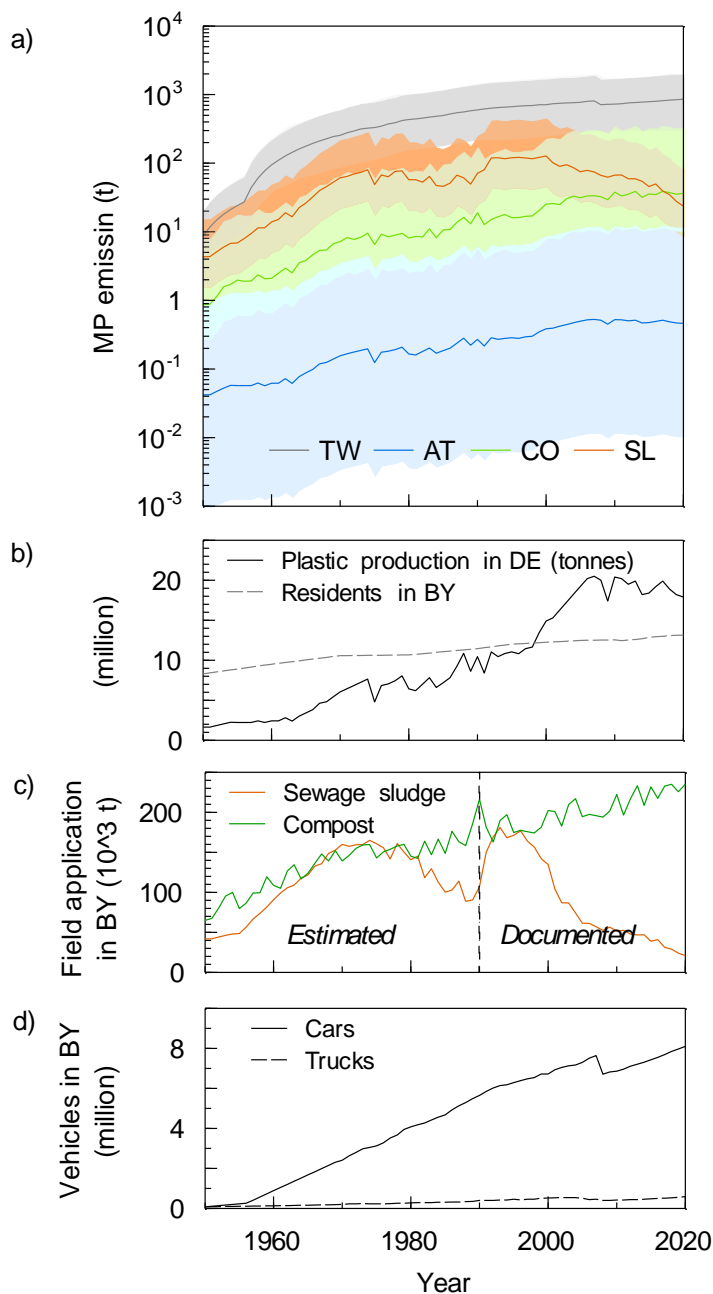 a)
MP emissin (t)
10^4
10^3
10^2
10^1
1
10^-1
10^-2
10^-3
TW AT CO SL
b)
(million)
20
10
0
Plastic production in DE (tonnes)
Residents in BY
c)
Field application
in BY (10^3 t)
200
100
0
Sewage sludge
Compost
Estimated Documented
d)
Vehicles in BY
(million)
8
4
0
Cars
Trucks
1960 1980 2000 2020
Year